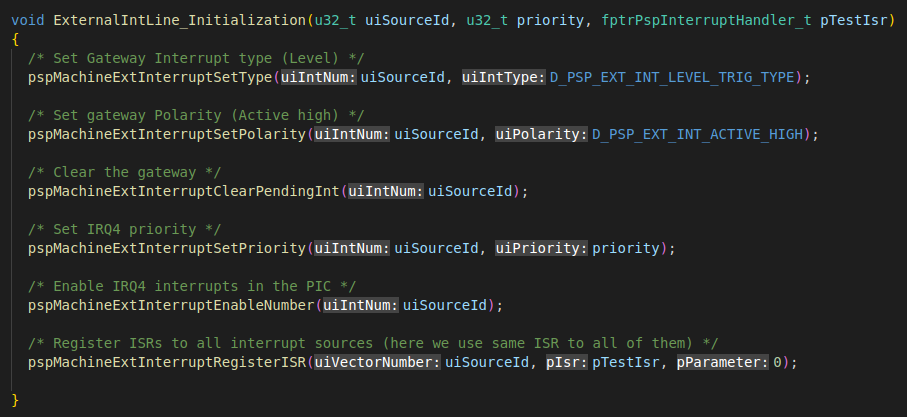 void ExternalIntLine_Initialization(u32_t uiSourceId, u32_t priority, fptrPspInterruptHandler_t pTestIsr)
{
/* Set Gateway Interrupt type (Level) */
pspMachineExtInterruptSetType(uiIntNum: uiSourceId, uiIntType: D_PSP_EXT_INT_LEVEL_TRIG_TYPE);
/* Set gateway Polarity (Active high) */
pspMachineExtInterruptSetPolarity(uiIntNum: uiSourceId, uiPolarity: D_PSP_EXT_INT_ACTIVE_HIGH);
/* Clear the gateway */
pspMachineExtInterruptClearPendingInt(uiIntNum: uiSourceId);
/* Set IRQ4 priority */
pspMachineExtInterruptSetPriority(uiIntNum: uiSourceId, uiPriority: priority);
/* Enable IRQ4 interrupts in the PIC */
pspMachineExtInterruptEnableNumber(uiIntNum: uiSourceId);
/* Register ISRs to all interrupt sources (here we use same ISR to all of them) */
pspMachineExtInterruptRegisterISR(uiVectorNumber: uiSourceId, pIsr: pTestIsr, pParameter: 0);
}